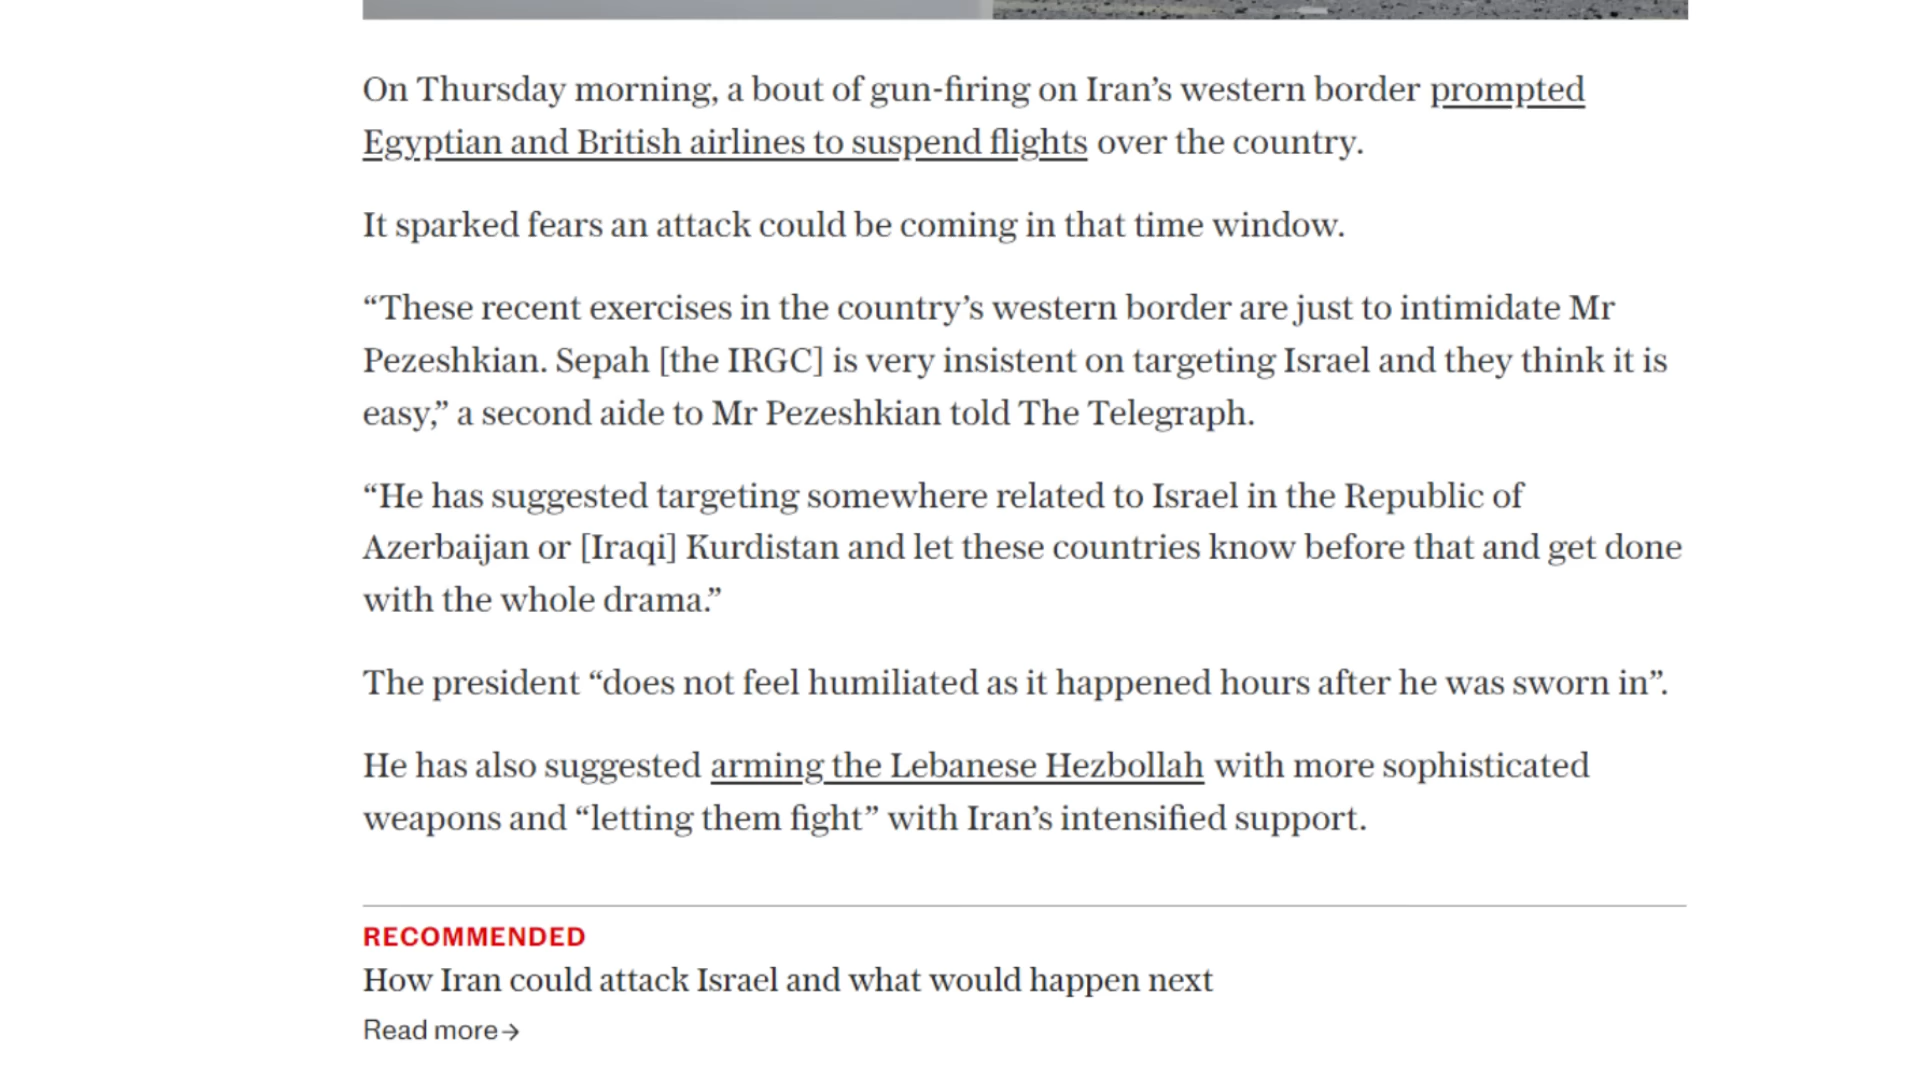 On Thursday morning, a bout of gun-firing on Iran’s western border prompted
Egyptian and British airlines to suspend flights over the country.
It sparked fears an attack could be coming in that time window.
“These recent exercises in the country’s western border are just to intimidate Mr
Pezeshkian. Sepah [the IRGC] is very insistent on targeting Israel and they think it is
easy,” a second aide to Mr Pezeshkian told The Telegraph.
“He has suggested targeting somewhere related to Israel in the Republic of
Azerbaijan or [Iraqi] Kurdistan and let these countries know before that and get done
with the whole drama.”
The president “does not feel humiliated as it happened hours after he was sworn in”.
He has also suggested arming the Lebanese Hezbollah with more sophisticated
weapons and “letting them fight” with Iran’s intensified support.
RECOMMENDED
How Iran could attack Israel and what would happen next
Read more→